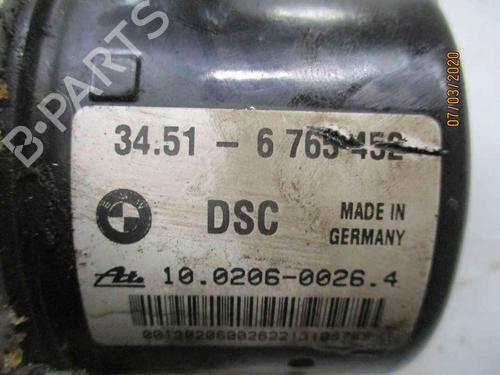 B-PARTS
07/03/2020
34.51 - 6 765 452
BMW
DSC
MADE IN
GERMANY
Ate
10.0206-0026.4